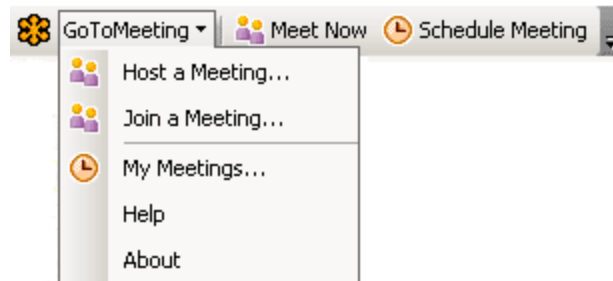 GoToMeeting Meet Now Schedule Meeting
Host a Meeting...
Join a Meeting...
My Meetings...
Help
About